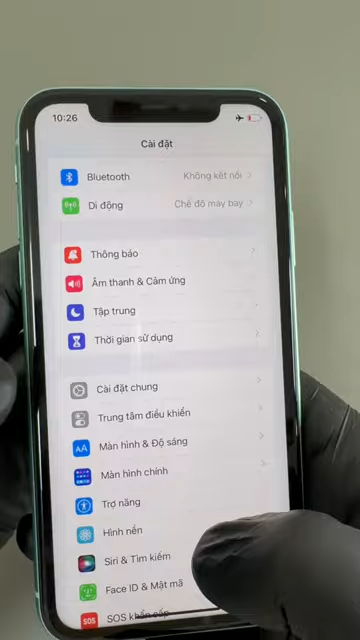 10:26
Cài đặt
Bluetooth Không kết nối
Di động Chế độ máy bay
Thông báo
Âm thanh & Cảm ứng
Tập trung
Thời gian sử dụng
Cài đặt chung
Trung tâm điều khiển
AA Màn hình & Độ sáng
Màn hình chính
Trợ năng
Hình nền
Siri & Tìm kiếm
Face ID & Mật mã
SOS SOS khẩn cấp